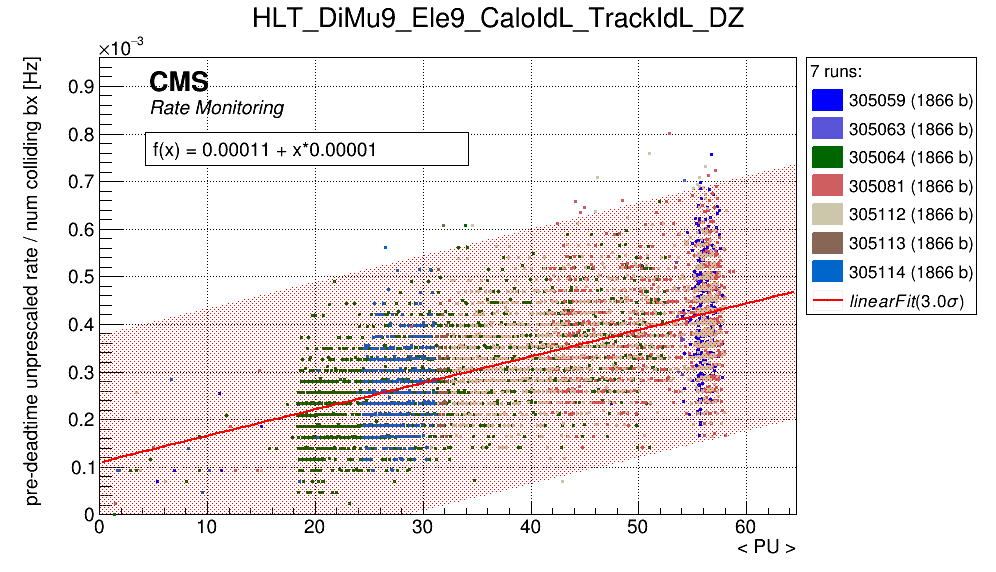 HLT_DiMu9_Ele9_CaloIdL_TrackIdL_DZ
×10⁻³
pre-deadtime unprescaled rate / num colliding bx [Hz]
CMS
Rate Monitoring
f(x) = 0.00011 + x*0.00001
0.9
0.8
0.7
0.6
0.5
0.4
0.3
0.2
0.1
0
0 10 20 30 40 50 60
< PU >
7 runs:
305059 (1866 b)
305063 (1866 b)
305064 (1866 b)
305081 (1866 b)
305112 (1866 b)
305113 (1866 b)
305114 (1866 b)
linearFit(3.0σ)